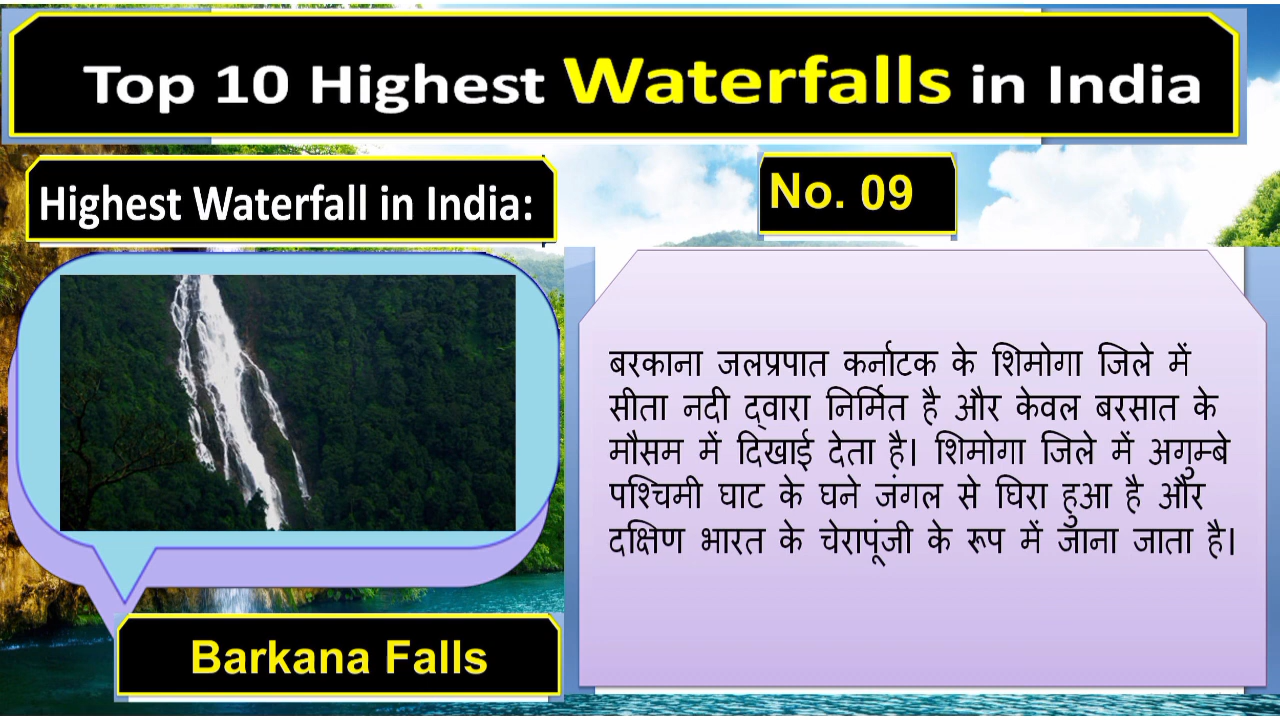 Top 10 Highest Waterfalls in India
Highest Waterfall in India:
No. 09
बरकाना जलप्रपात कर्नाटक के शिमोगा जिले में
सीता नदी द्वारा निर्मित है और केवल बरसात के
मौसम में दिखाई देता है। शिमोगा जिले में अगुम्बे
पश्चिमी घाट के घने जंगल से घिरा हुआ है और
दक्षिण भारत के चेरापूंजी के रूप में जाना जाता है।
Barkana Falls